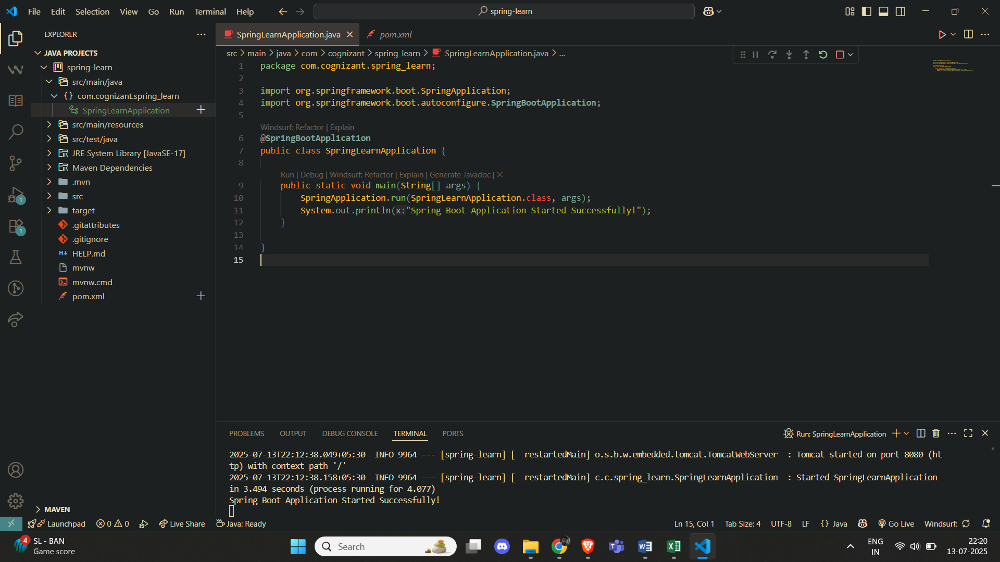 File Edit Selection View Go Run Terminal Help
spring-learn
EXPLORER
JAVA PROJECTS
spring-learn
src/main/java
{} com.cognizant.spring_learn
SpringLearnApplication
src/main/resources
src/test/java
JRE System Library [JavaSE-17]
Maven Dependencies
.mvn
src
target
.gitattributes
.gitignore
HELP.md
mvnw
mvnw.cmd
pom.xml
MAVEN
SpringLearnApplication.java
pom.xml
src > main > java > com > cognizant > spring_learn > SpringLearnApplication.java > ...
1 package com.cognizant.spring_learn;
2
3 import org.springframework.boot.SpringApplication;
4 import org.springframework.boot.autoconfigure.SpringBootApplication;
5
Windsurf: Refactor | Explain
6 @SpringBootApplication
7 public class SpringLearnApplication {
8
Run | Debug | Windsurf: Refactor | Explain | Generate Javadoc | ×
9 public static void main(String[] args) {
10 SpringApplication.run(SpringLearnApplication.class, args);
11 System.out.println(x:"Spring Boot Application Started Successfully!");
12 }
13
14 }
15
PROBLEMS OUTPUT DEBUG CONSOLE TERMINAL PORTS
Run: SpringLearnApplication
2025-07-13T22:12:38.049+05:30 INFO 9964 --- [spring-learn] [ restartedMain] o.s.b.w.embedded.tomcat.TomcatWebServer : Tomcat started on port 8080 (ht
tp) with context path '/'
2025-07-13T22:12:38.158+05:30 INFO 9964 --- [spring-learn] [ restartedMain] c.c.spring_learn.SpringLearnApplication : Started SpringLearnApplication
in 3.494 seconds (process running for 4.077)
Spring Boot Application Started Successfully!
Launchpad 0 0 Live Share Java: Ready
Ln 15, Col 1 Tab Size: 4 UTF-8 LF {} Java Go Live Windsurf:
4
SL - BAN
Game score
Search
ENG
IN
22:20
13-07-2025